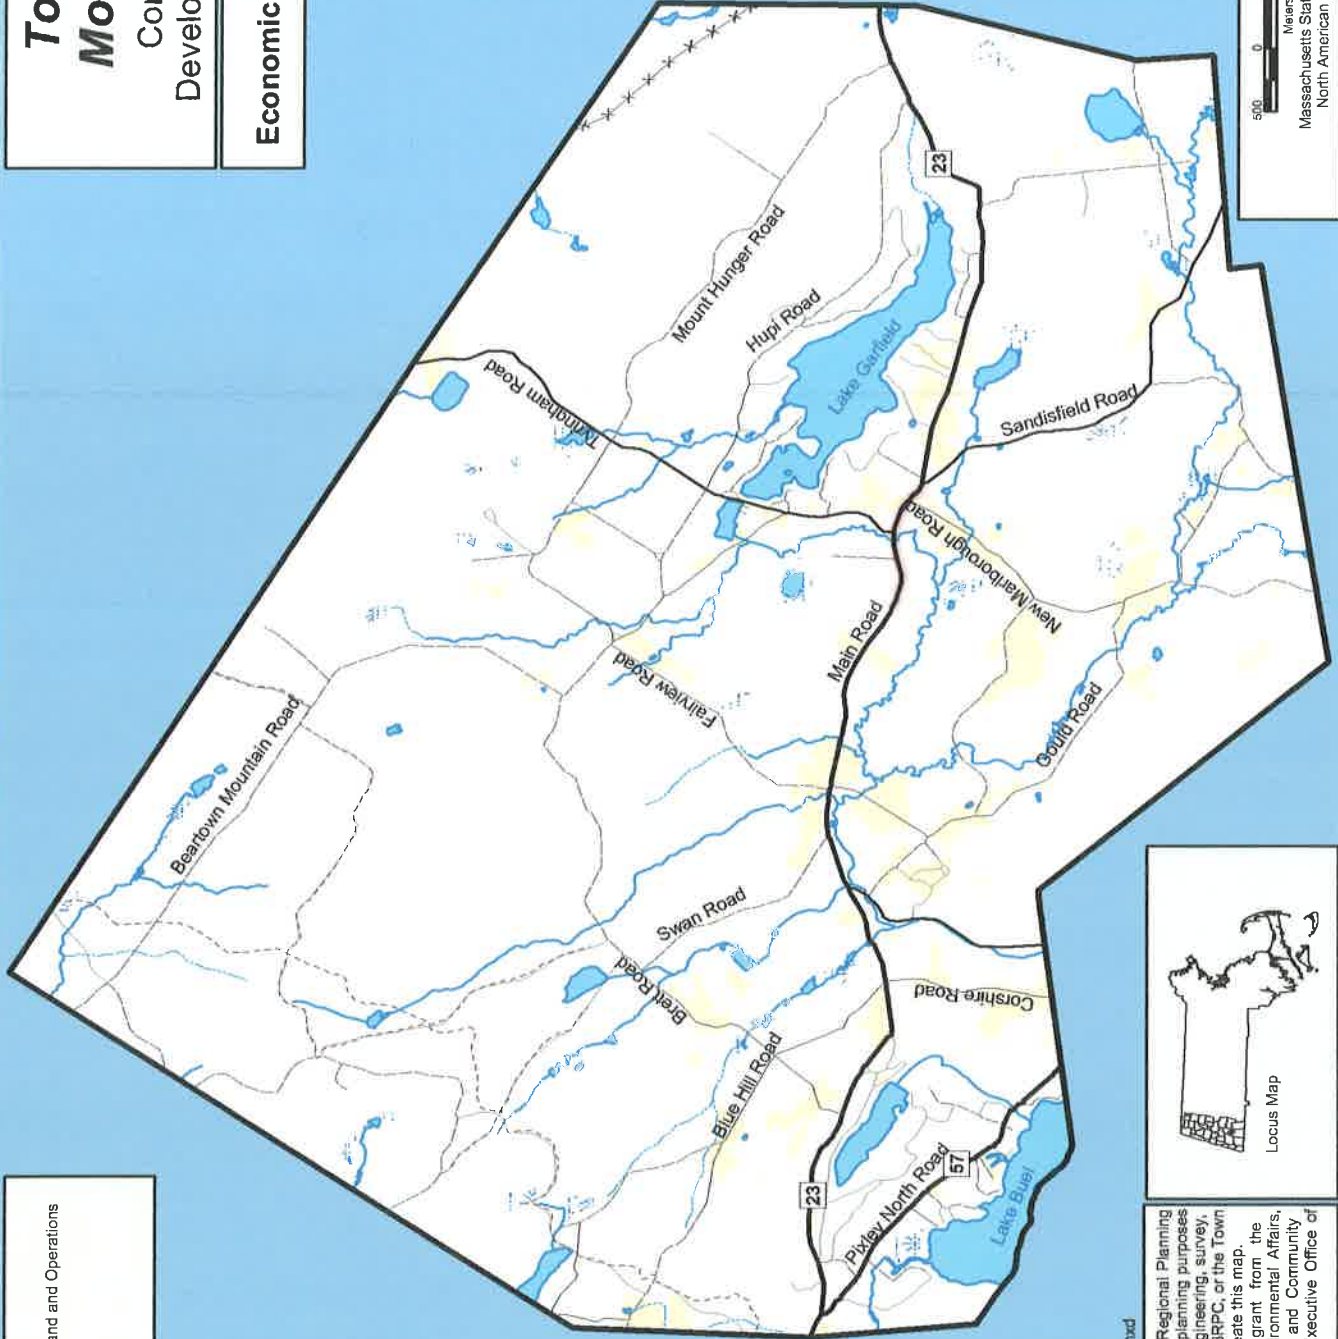 To
Mo
Co
Develo
Economic
and and Operations
Beartown Mountain Road
Tyringham Road
Mount Hunger Road
Hupi Road
Lake Garfield
23
Fairview Road
Main Road
New Marlborough Road
Sandisfield Road
Gould Road
Swan Road
Brett Road
Corshire Road
Blue Hill Road
23
Pixley North Road
57
Lake Buel
500 0
Meters
Massachusetts Stat
North American
Locus Map
xd
Regional Planning
planning purposes
gineering, survey,
RPC, or the Town
ate this map.
grant from the
ronmental Affairs,
and Community
xecutive Office of